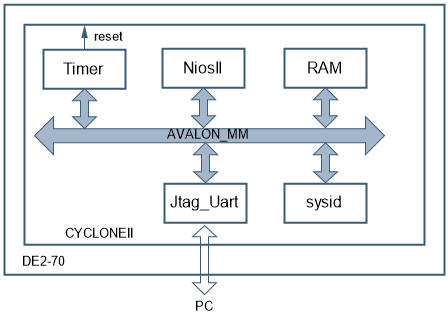 reset
Timer
NiosII
RAM
AVALON_MM
Jtag_Uart
sysid
CYCLONEII
DE2-70
PC